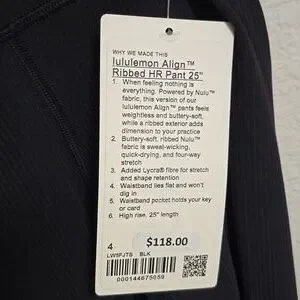 WHY WE MADE THIS
lululemon Align™
Ribbed HR Pant 25"
1. When feeling nothing is
everything. Powered by Nulu™
fabric, this version of our
lululemon Align™ pants feels
weightless and buttery-soft,
while a ribbed exterior adds
dimension to your practice
2. Buttery-soft, ribbed Nulu™
fabric is sweat-wicking,
quick-drying, and four-way
stretch
3. Added Lycra® fibre for stretch
and shape retention
4. Waistband lies flat and won't
dig in
5. Waistband pocket holds your key
or card
6. High rise, 25" length
4 $118.00
LW5FJTS BLK
000144675059